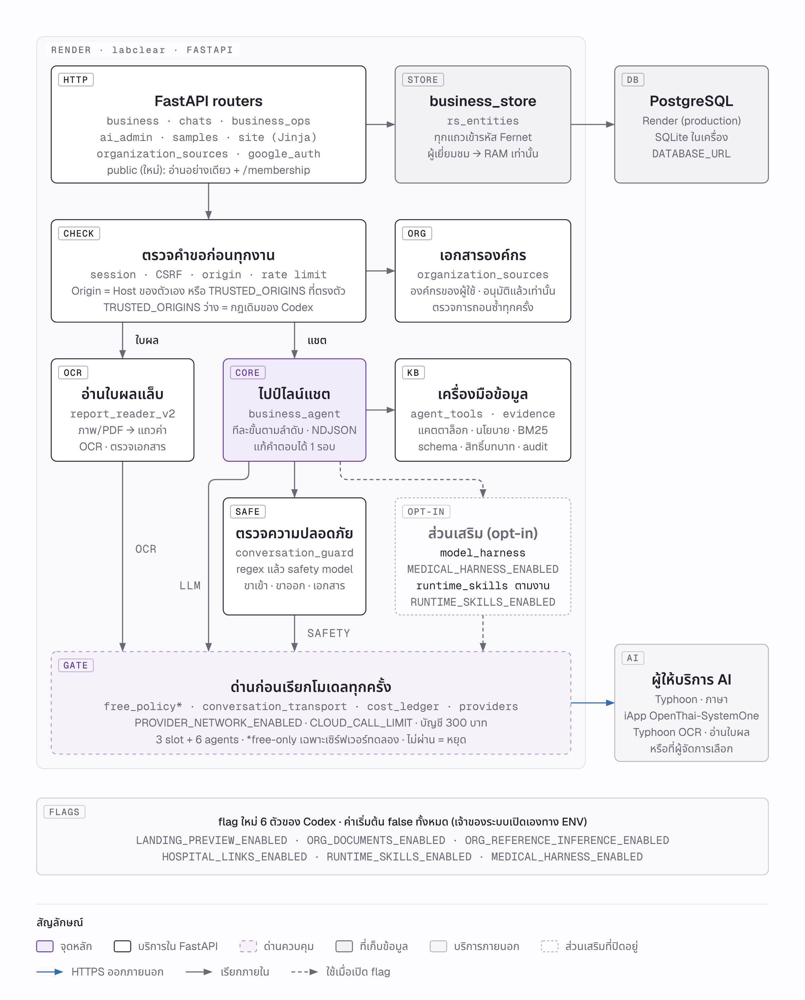 RENDER · labclear · FASTAPI
HTTP
FastAPI routers
business · chats · business_ops
ai_admin · samples · site (Jinja)
organization_sources · google_auth
public (ใหม่): อ่านอย่างเดียว + /membership
STORE
business_store
rs_entities
ทุกแถวเข้ารหัส Fernet
ผู้เยี่ยมชม → RAM เท่านั้น
DB
PostgreSQL
Render (production)
SQLite ในเครื่อง
DATABASE_URL
CHECK
ตรวจคำขอก่อนทุกงาน
session · CSRF · origin · rate limit
Origin = Host ของตัวเอง หรือ TRUSTED_ORIGINS ที่ตรงตัว
TRUSTED_ORIGINS ว่าง = กฎเดิมของ Codex
ORG
เอกสารองค์กร
organization_sources
องค์กรของผู้ใช้ · อนุมัติแล้วเท่านั้น
ตรวจการถอนซ้ำทุกครั้ง
ใบผล
แชต
OCR
อ่านใบผลแล็บ
report_reader_v2
ภาพ/PDF → แถวค่า
OCR · ตรวจเอกสาร
CORE
ไปป์ไลน์แชต
business_agent
ทีละขั้นตามลำดับ · NDJSON
แก้คำตอบได้ 1 รอบ
KB
เครื่องมือข้อมูล
agent_tools · evidence
แคตตาล็อก · นโยบาย · BM25
schema · สิทธิ์บทบาท · audit
OCR
LLM
SAFE
ตรวจความปลอดภัย
conversation_guard
regex แล้ว safety model
ขาเข้า · ขาออก · เอกสาร
OPT-IN
ส่วนเสริม (opt-in)
model_harness
MEDICAL_HARNESS_ENABLED
runtime_skills ตามงาน
RUNTIME_SKILLS_ENABLED
SAFETY
GATE
ด่านก่อนเรียกโมเดลทุกครั้ง
free_policy* · conversation_transport · cost_ledger · providers
PROVIDER_NETWORK_ENABLED · CLOUD_CALL_LIMIT · บัญชี 300 บาท
3 slot + 6 agents · *free-only เฉพาะเซิร์ฟเวอร์ทดลอง · ไม่ผ่าน = หยุด
AI
ผู้ให้บริการ AI
Typhoon · ภาษา
iApp OpenThai-SystemOne
Typhoon OCR · อ่านใบผล
หรือที่ผู้จัดการเลือก
FLAGS
flag ใหม่ 6 ตัวของ Codex · ค่าเริ่มต้น false ทั้งหมด (เจ้าของระบบเปิดเองทาง ENV)
LANDING_PREVIEW_ENABLED · ORG_DOCUMENTS_ENABLED · ORG_REFERENCE_INFERENCE_ENABLED
HOSPITAL_LINKS_ENABLED · RUNTIME_SKILLS_ENABLED · MEDICAL_HARNESS_ENABLED
สัญลักษณ์
จุดหลัก
บริการใน FastAPI
ด่านควบคุม
ที่เก็บข้อมูล
บริการภายนอก
ส่วนเสริมที่ปิดอยู่
HTTPS ออกภายนอก
เรียกภายใน
ใช้เมื่อเปิด flag